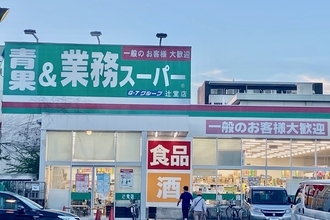 青果
&業務スーパー
一般のお客様 大歓迎
G-7グループ 辻堂店
一般のお客様大歓迎
食品
酒